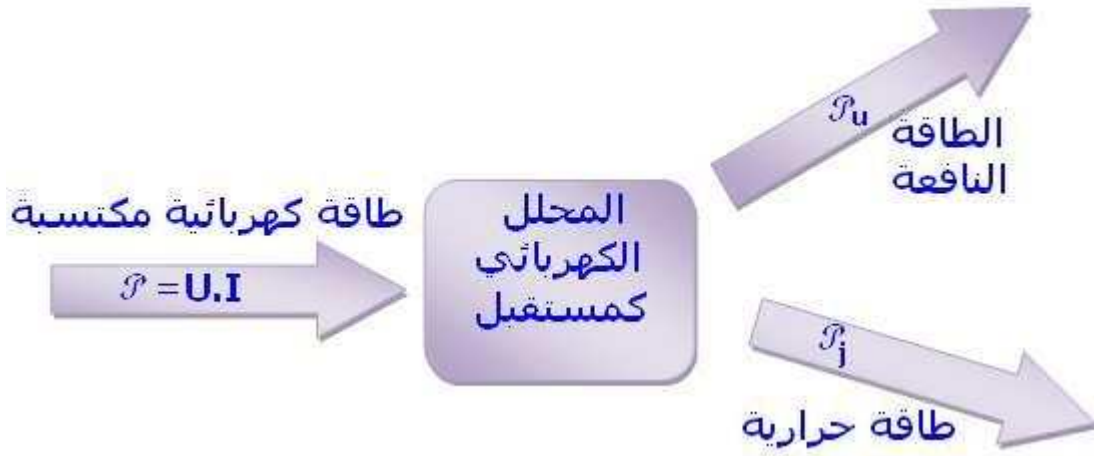 طاقة كهربائية مكتسبة
𝒫 = U.I
المحلل
الكهربائي
كمستقبل
𝒫u
الطاقة
النافعة
𝒫j
طاقة حرارية